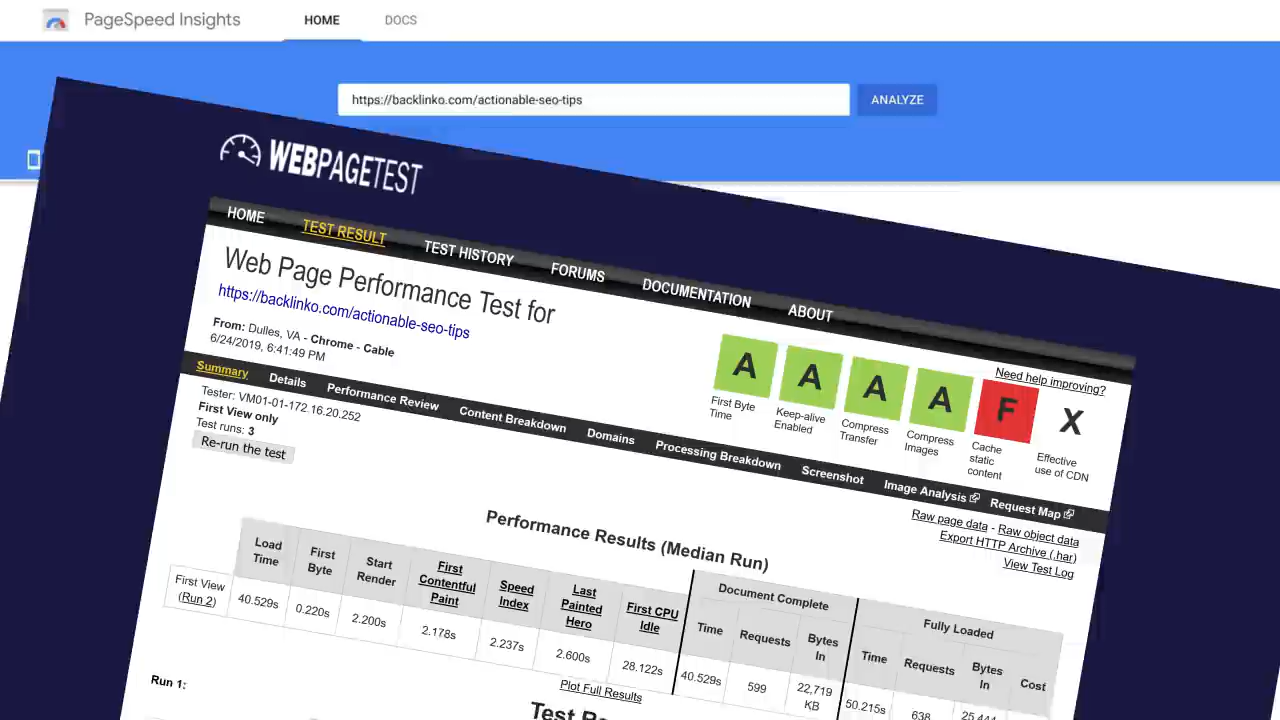 PageSpeed Insights HOME DOCS
https://backlinko.com/actionable-seo-tips ANALYZE
WEBPAGETEST
HOME TEST RESULT TEST HISTORY FORUMS DOCUMENTATION ABOUT
Web Page Performance Test for
https://backlinko.com/actionable-seo-tips
From: Dulles, VA - Chrome - Cable
6/24/2019, 6:41:49 PM
Need help improving?
A A A A F X
First Byte Time
Keep-alive Enabled
Compress Transfer
Compress Images
Cache static content
Effective use of CDN
Summary Details Performance Review Content Breakdown Domains Processing Breakdown Screenshot Image Analysis Request Map
Tester: VM01-01-172.16.20.252
First View only
Test runs: 3
Re-run the test
Raw page data - Raw object data
Export HTTP Archive (.har)
View Test Log
Performance Results (Median Run)
Document Complete Fully Loaded
Load Time First Byte Start Render First Contentful Paint Speed Index Last Painted Hero First CPU Idle Time Requests Bytes In Time Requests Bytes In Cost
First View (Run 2) 40.529s 0.220s 2.200s 2.178s 2.237s 2.600s 28.122s 40.529s 599 22,719 KB 50.215s 638 25,444
Plot Full Results
Run 1: